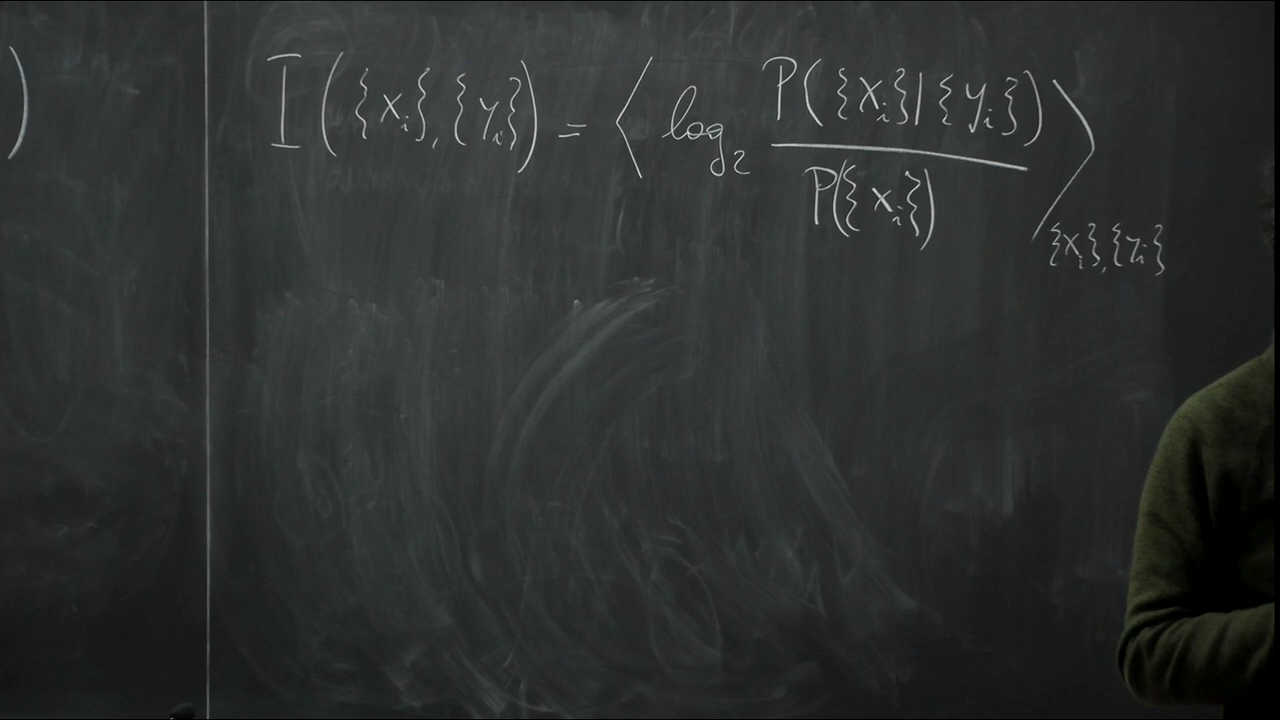 )
I({xᵢ},{yᵢ}) = ⟨ log₂ P({xᵢ}|{yᵢ}) / P({xᵢ}) ⟩ {xᵢ},{yᵢ}